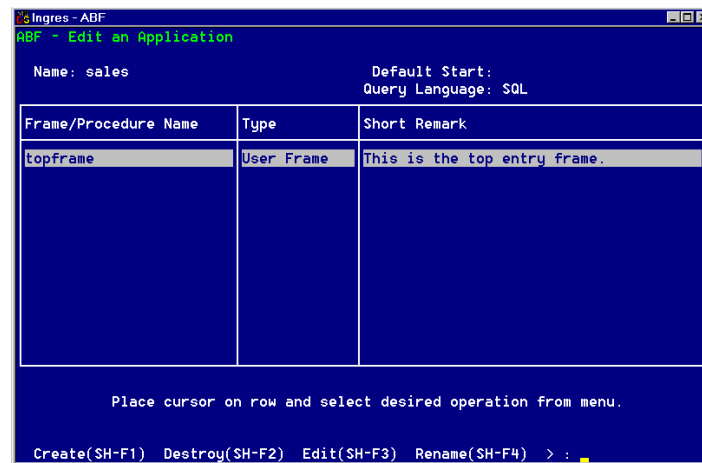 Ingres - ABF
ABF - Edit an Application
Name: sales Default Start:
Query Language: SQL
Frame/Procedure Name Type Short Remark
topframe User Frame This is the top entry frame.
Place cursor on row and select desired operation from menu.
Create(SH-F1) Destroy(SH-F2) Edit(SH-F3) Rename(SH-F4) > : _